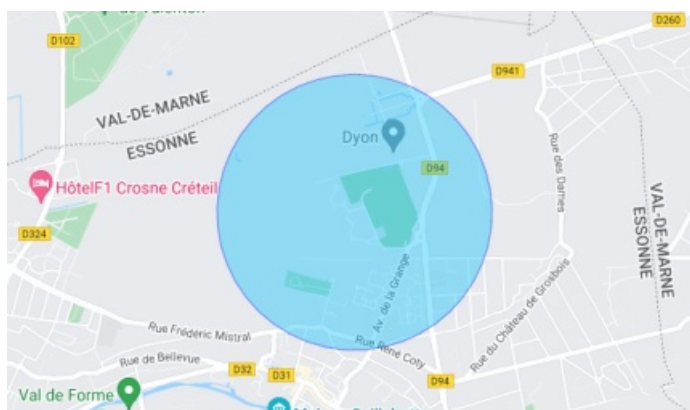 D260
D102
D941
VAL-DE-MARNE
ESSONNE
Dyon
D94
Rue des Dames
VAL-DE-MARNE
ESSONNE
HôtelF1 Crosne Créteil
D324
Av. de la Grange
Rue du Château de Grosbois
Rue Frédéric Mistral
Rue René Coty
Rue de Bellevue
D32
D31
D94
Val de Forme